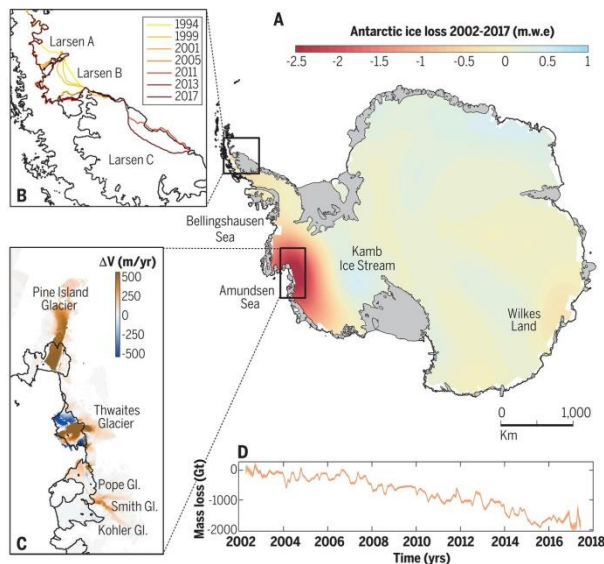 A
Antarctic ice loss 2002-2017 (m.w.e)
-2.5 -2 -1.5 -1 -0.5 0 0.5 1
Larsen A
Larsen B
Larsen C
1994
1999
2001
2005
2011
2013
2017
B
Bellingshausen
Sea
Amundsen
Sea
Kamb
Ice Stream
Wilkes
Land
0 1,000
Km
ΔV (m/yr)
500
250
0
-250
-500
Pine Island
Glacier
Thwaites
Glacier
Pope Gl.
Smith Gl.
Kohler Gl.
C
D
Mass loss (Gt)
0
-1000
-2000
2002 2004 2006 2008 2010 2012 2014 2016 2018
Time (yrs)